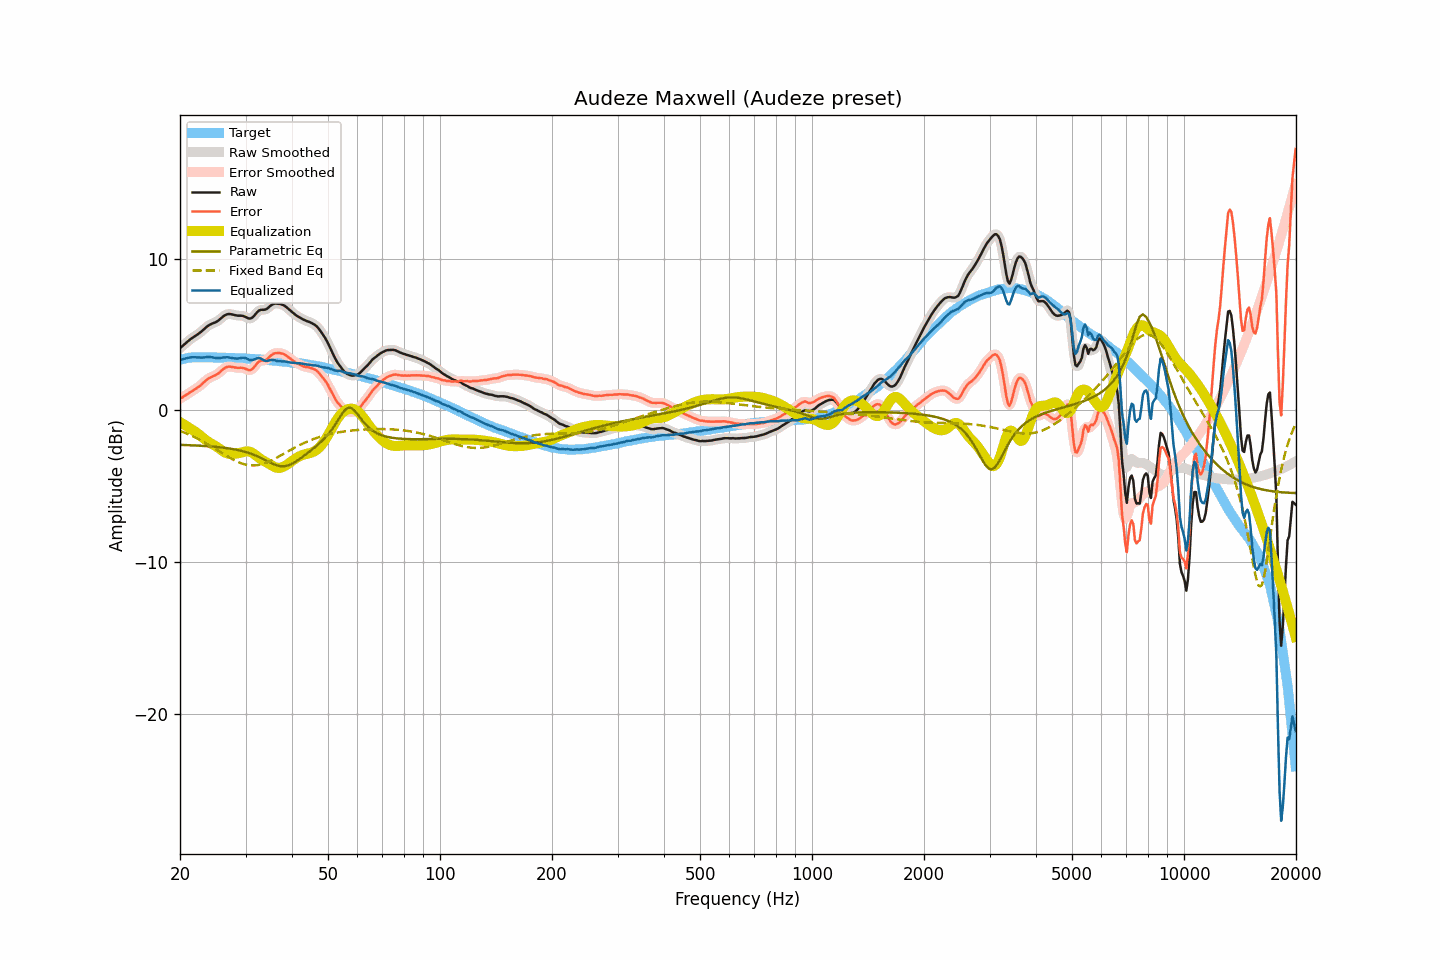 Audeze Maxwell (Audeze preset)
Target
Raw Smoothed
Error Smoothed
Raw
Error
Equalization
Parametric Eq
Fixed Band Eq
Equalized
10
0
−10
−20
Amplitude (dBr)
20 50 100 200 500 1000 2000 5000 10000 20000
Frequency (Hz)